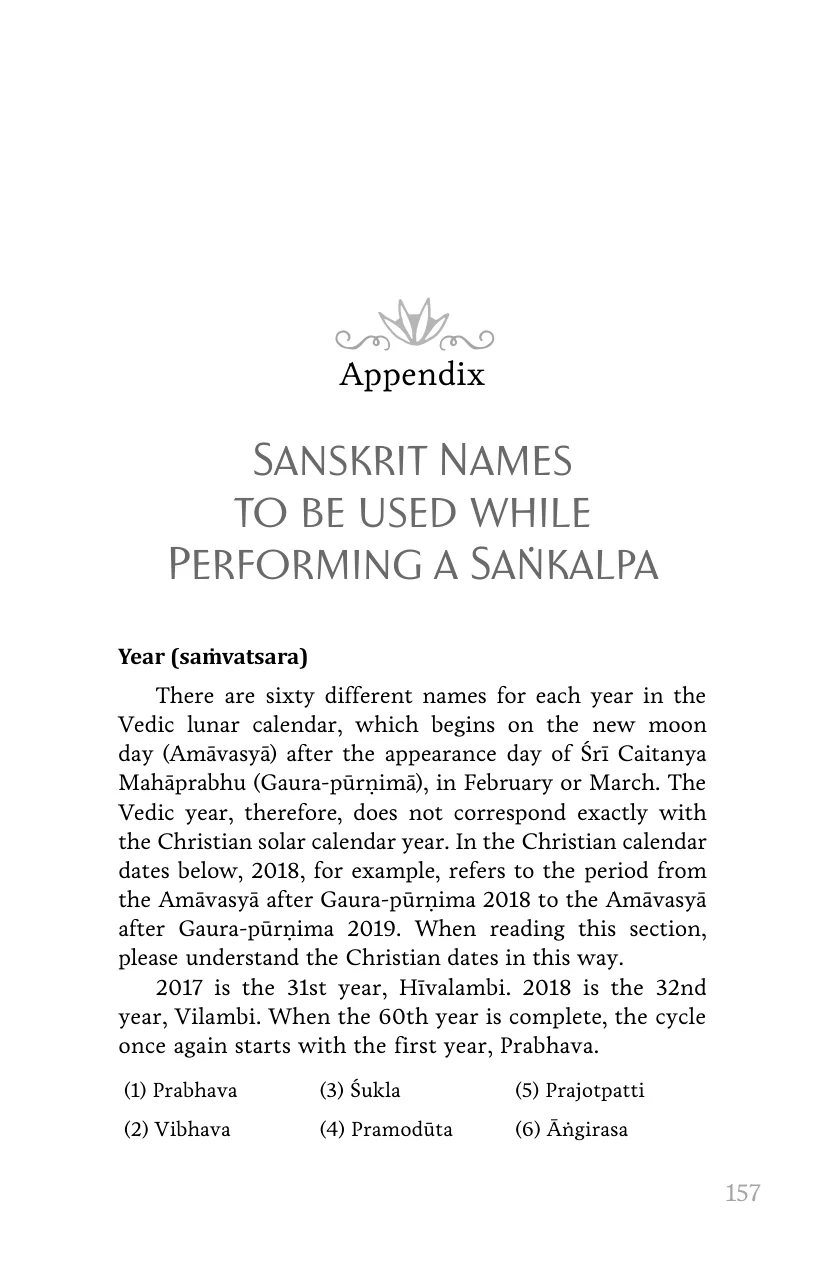 Appendix
Sanskrit Names
to be used while
Performing a Saṅkalpa
Year (saṁvatsara)
There are sixty different names for each year in the
Vedic lunar calendar, which begins on the new moon
day (Amāvasyā) after the appearance day of Śrī Caitanya
Mahāprabhu (Gaura-pūrṇimā), in February or March. The
Vedic year, therefore, does not correspond exactly with
the Christian solar calendar year. In the Christian calendar
dates below, 2018, for example, refers to the period from
the Amāvasyā after Gaura-pūrṇima 2018 to the Amāvasyā
after Gaura-pūrṇima 2019. When reading this section,
please understand the Christian dates in this way.
2017 is the 31st year, Hīvalambi. 2018 is the 32nd
year, Vilambi. When the 60th year is complete, the cycle
once again starts with the first year, Prabhava.
(1) Prabhava (3) Śukla (5) Prajotpatti
(2) Vibhava (4) Pramodūta (6) Āṅgirasa
157